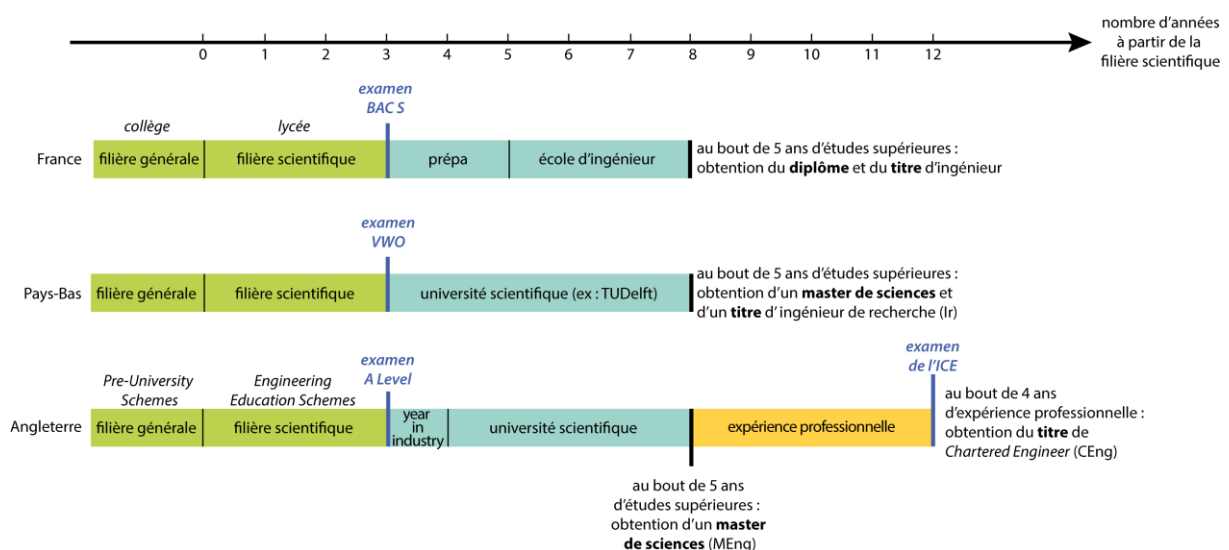 nombre d'années
à partir de la
filière scientifique
0 1 2 3 4 5 6 7 8 9 10 11 12
examen
BAC S
collège
lycée
France
filière générale
filière scientifique
prépa
école d'ingénieur
au bout de 5 ans d'études supérieures :
obtention du diplôme et du titre d'ingénieur
examen
VWO
Pays-Bas
filière générale
filière scientifique
université scientifique (ex : TUDelft)
au bout de 5 ans d'études supérieures :
obtention d'un master de sciences et
d'un titre d'ingénieur de recherche (Ir)
examen
A Level
examen
de l'ICE
Pre-University
Schemes
Engineering
Education Schemes
Angleterre
filière générale
filière scientifique
year
in
industry
université scientifique
expérience professionnelle
au bout de 4 ans
d'expérience professionnelle :
obtention du titre de
Chartered Engineer (CEng)
au bout de 5 ans
d'études supérieures :
obtention d'un master
de sciences (MEng)